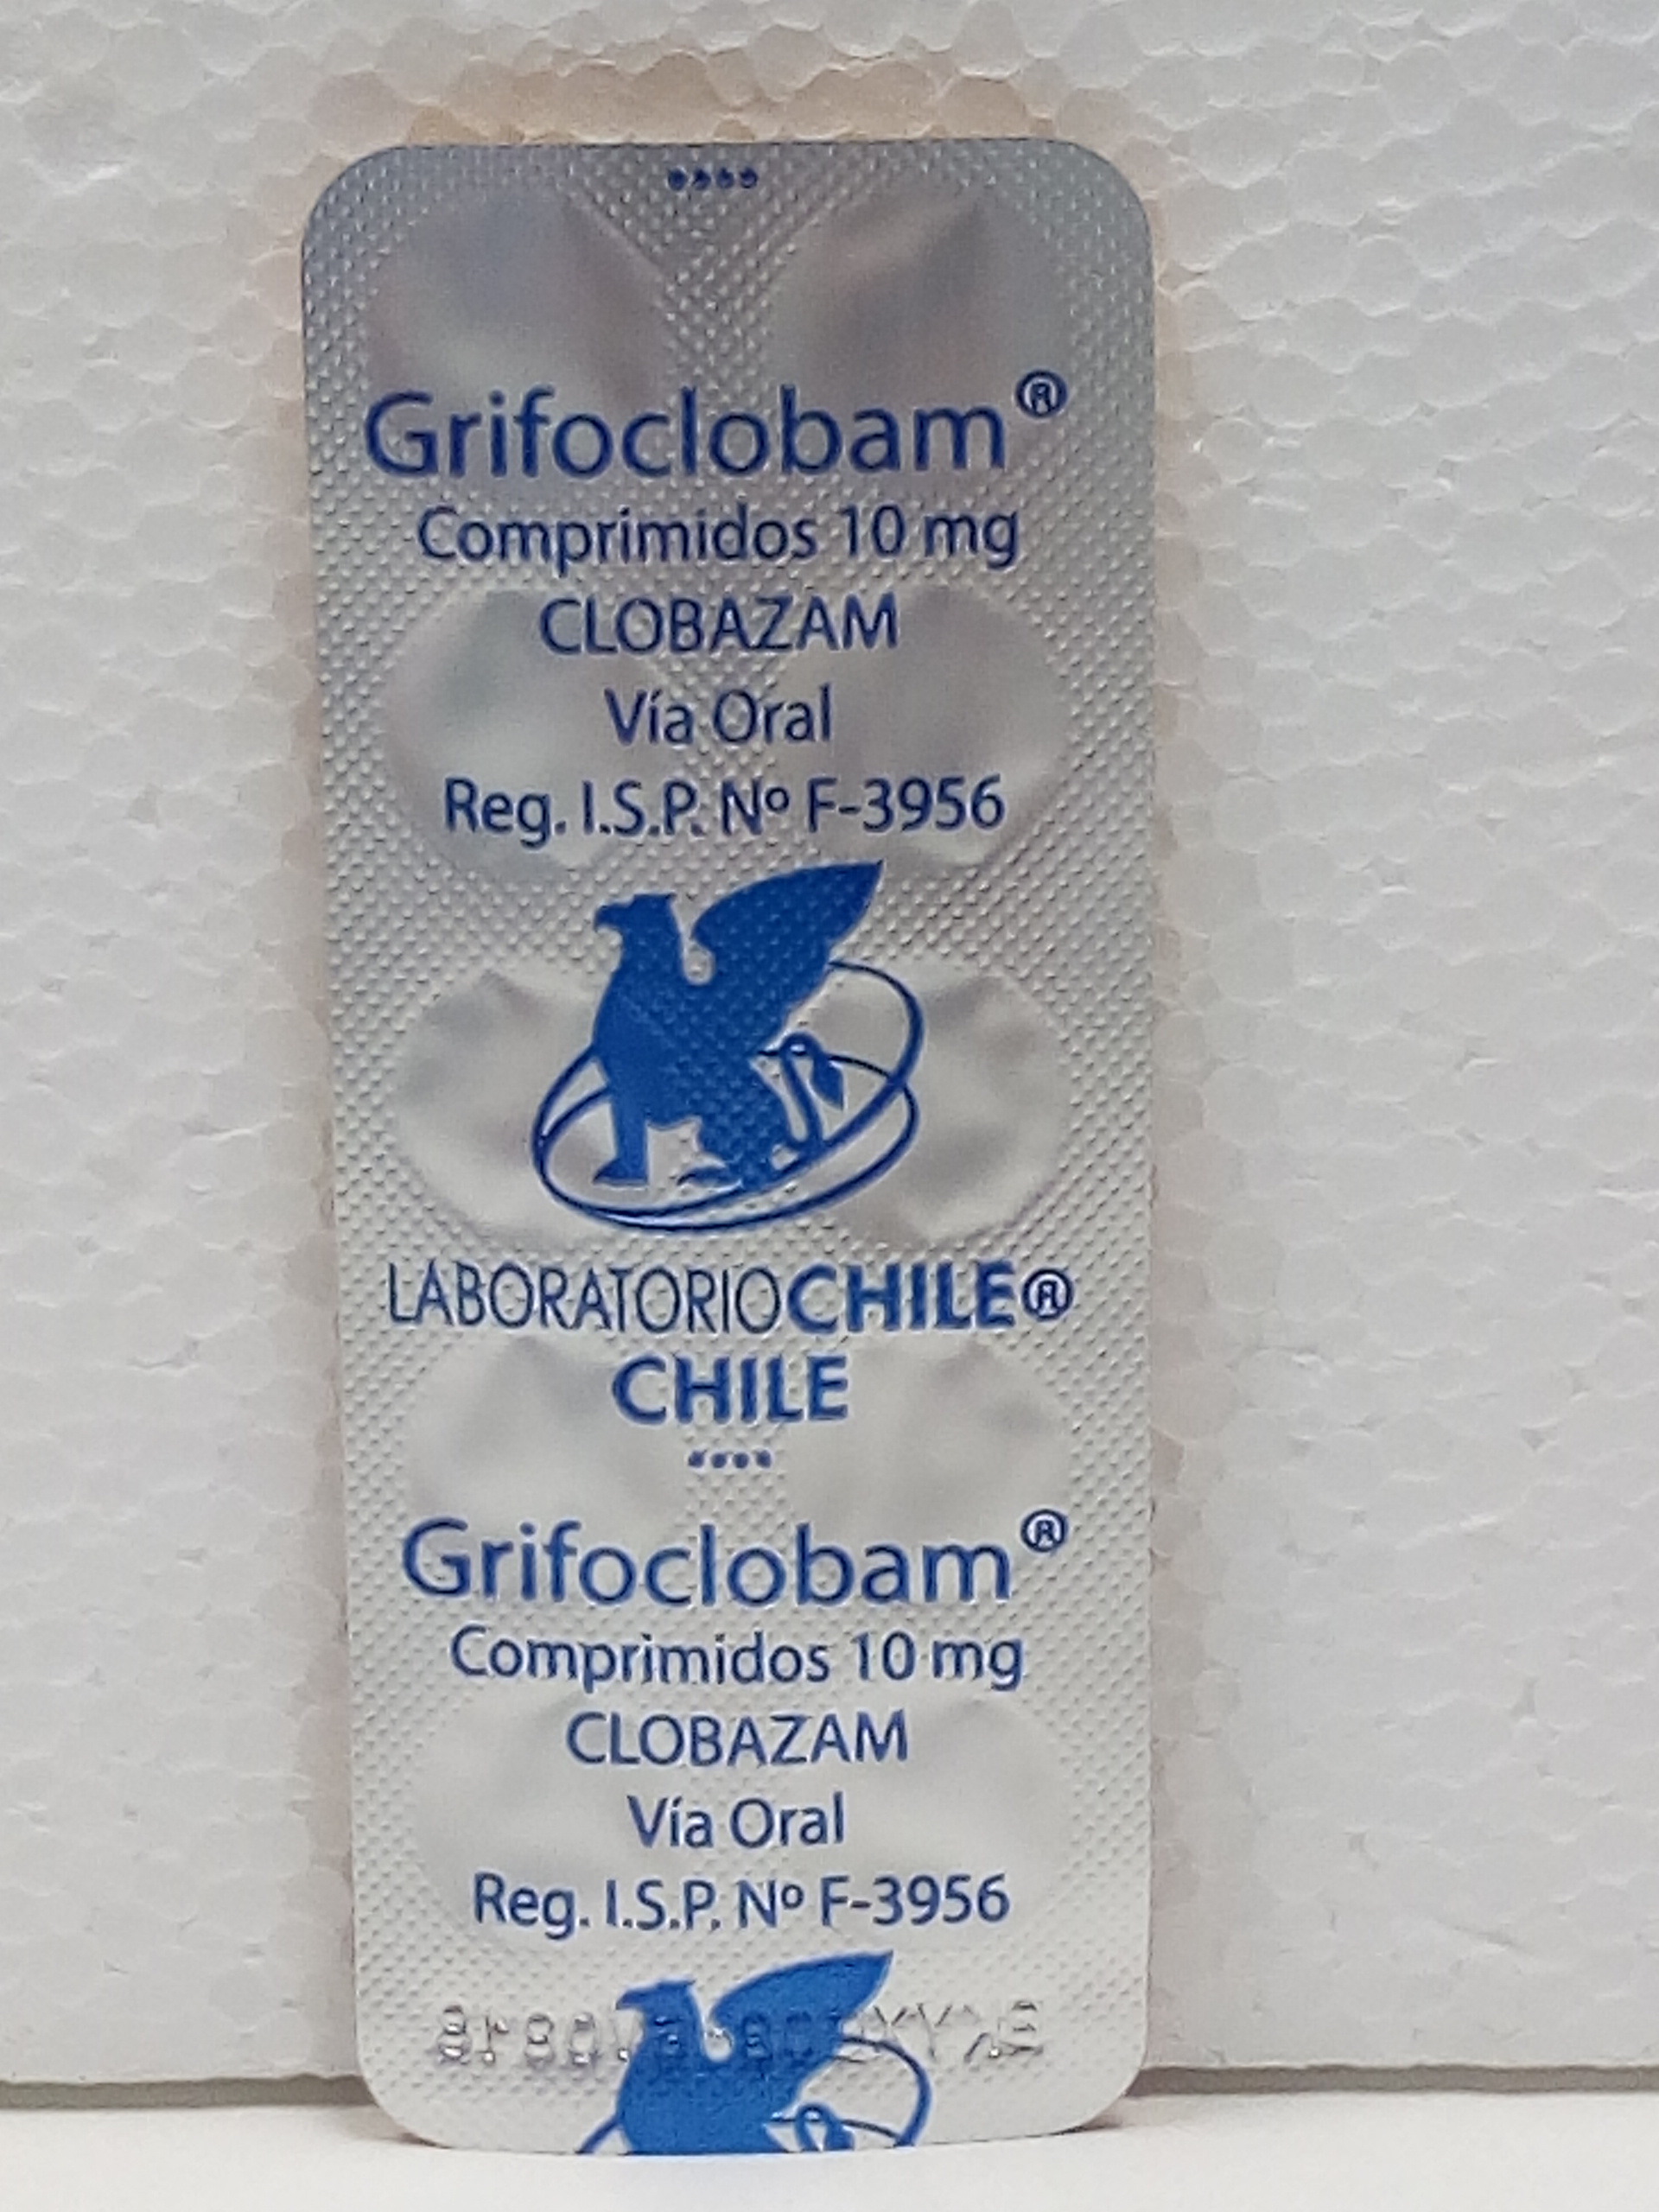 Grifoclobam®
Comprimidos 10 mg
CLOBAZAM
Vía Oral
Reg. I.S.P. Nº F-3956
LABORATORIOCHILE®
CHILE
Grifoclobam®
Comprimidos 10 mg
CLOBAZAM
Vía Oral
Reg. I.S.P. Nº F-3956